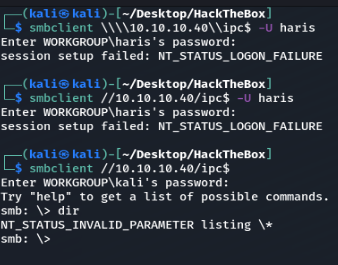 ┌──(kali㉿kali)-[~/Desktop/HackTheBox]
└─$ smbclient \\\\10.10.10.40\\ipc$ -U haris
Enter WORKGROUP\haris's password:
session setup failed: NT_STATUS_LOGON_FAILURE
┌──(kali㉿kali)-[~/Desktop/HackTheBox]
└─$ smbclient //10.10.10.40/ipc$ -U haris
Enter WORKGROUP\haris's password:
session setup failed: NT_STATUS_LOGON_FAILURE
┌──(kali㉿kali)-[~/Desktop/HackTheBox]
└─$ smbclient //10.10.10.40/ipc$
Enter WORKGROUP\kali's password:
Try "help" to get a list of possible commands.
smb: \> dir
NT_STATUS_INVALID_PARAMETER listing \*
smb: \>